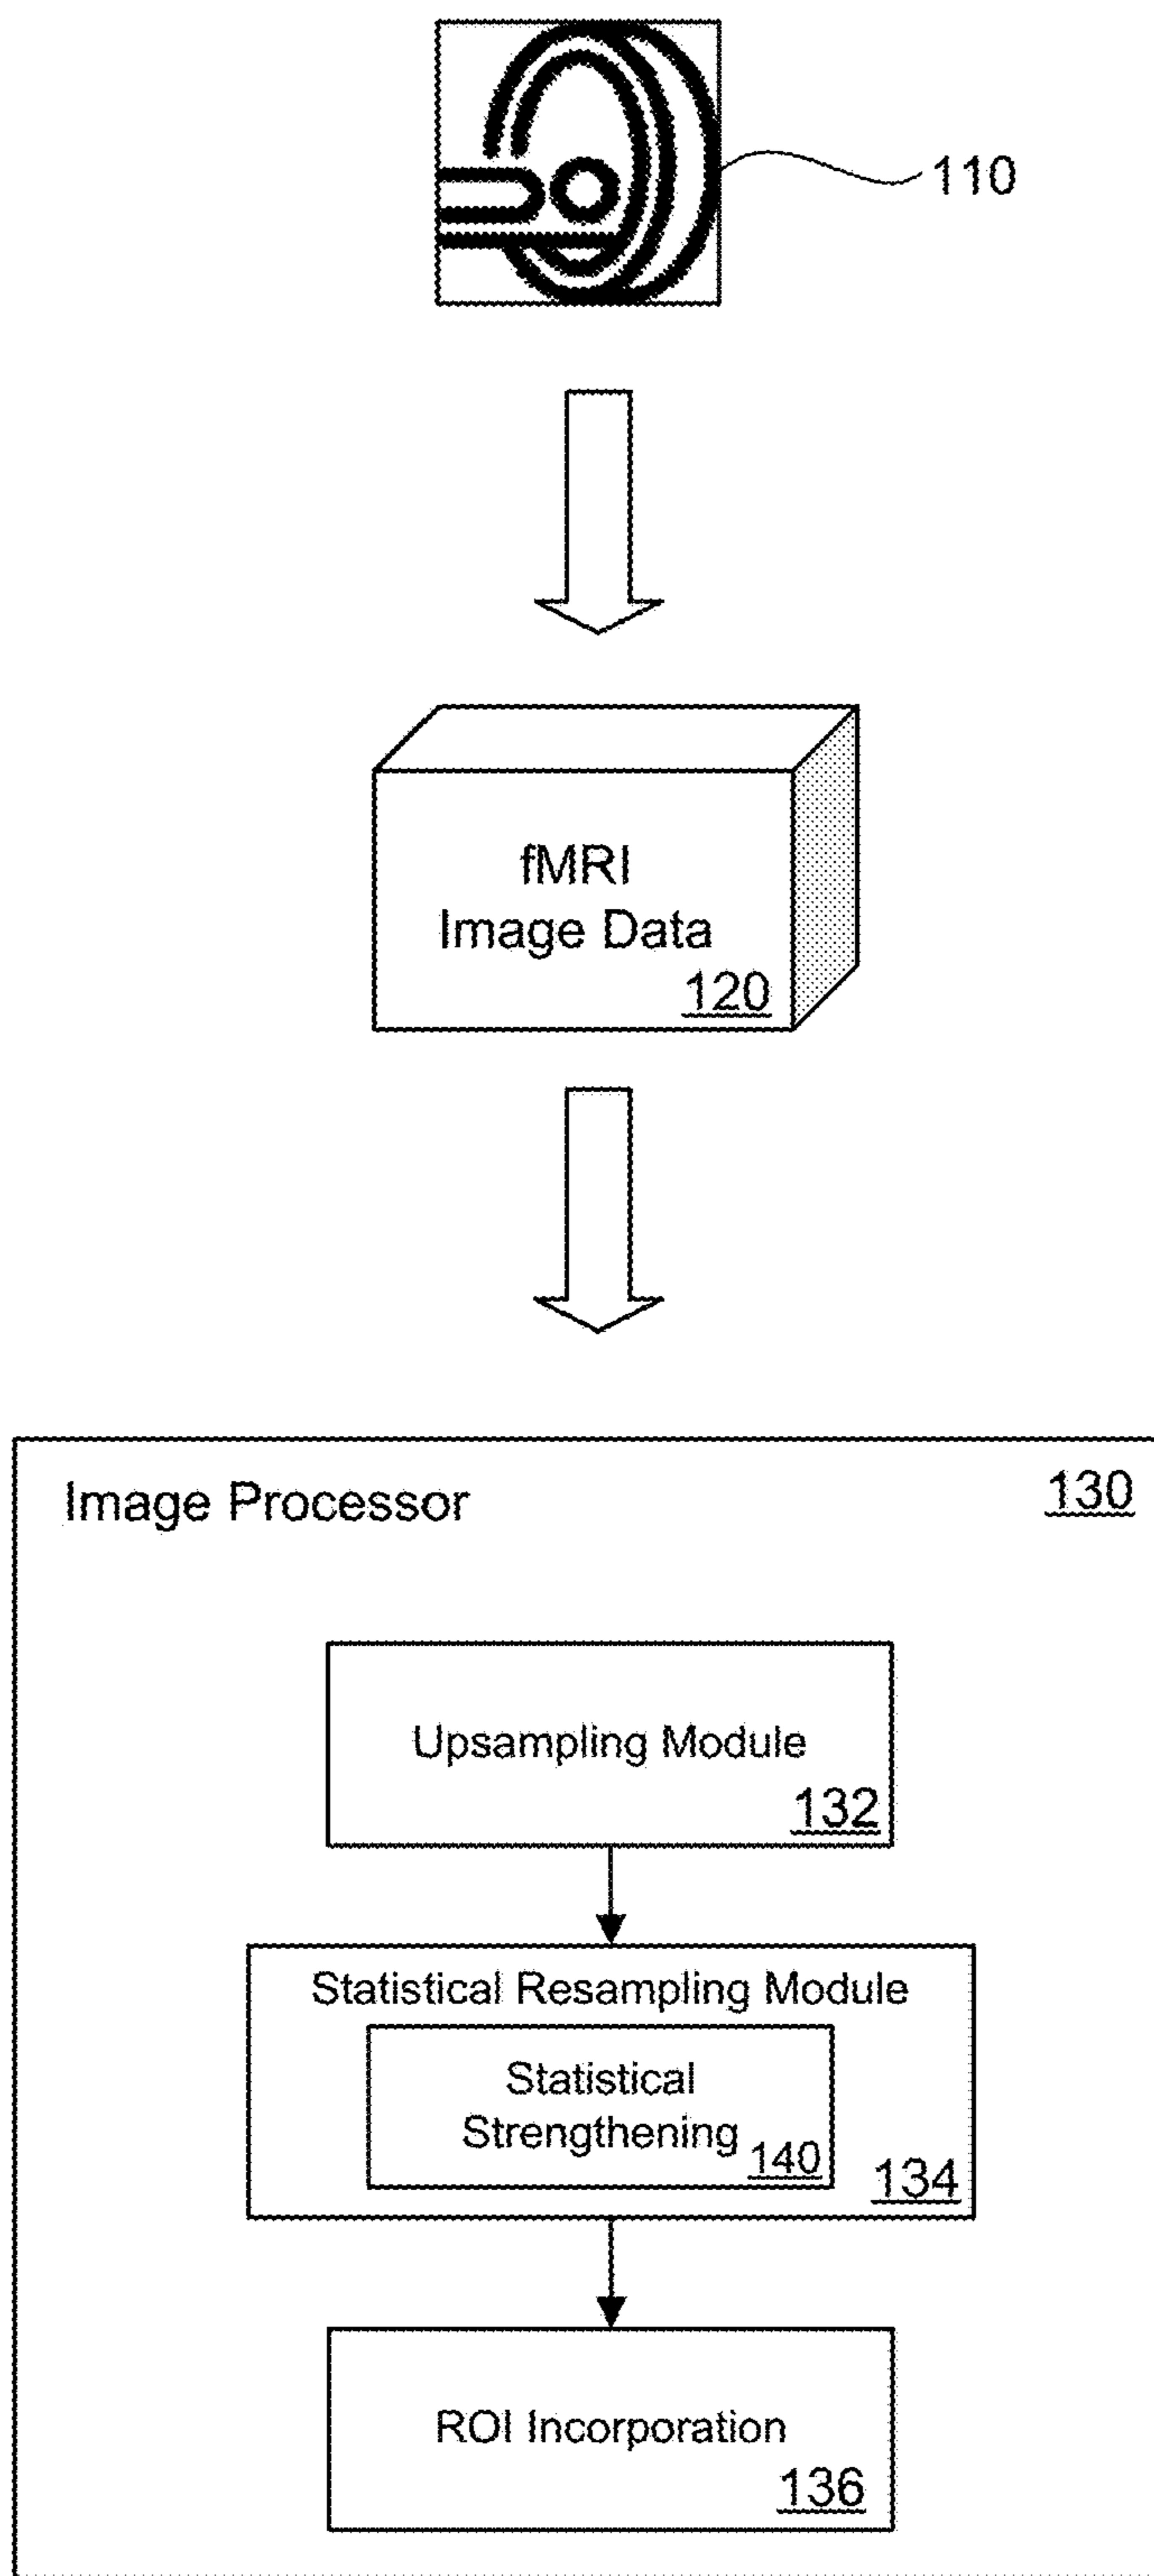 110
fMRI
Image Data
120
Image Processor
130
Upsampling Module
132
Statistical Resampling Module
Statistical
Strengthening
140
134
ROI Incorporation
136